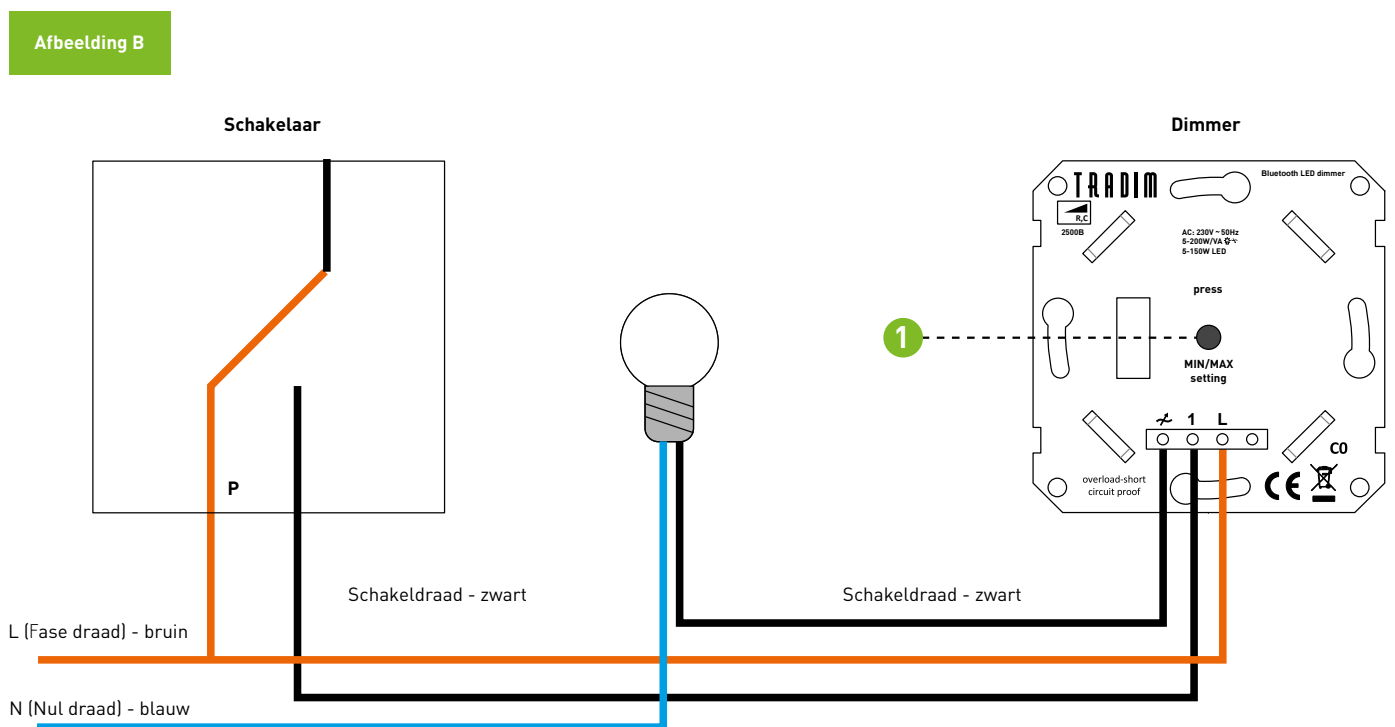 Afbeelding B
Schakelaar
Dimmer
TRADIM
Bluetooth LED dimmer
R,C
2500B
AC: 230V ~ 50Hz
5-200W/VA
5-150W LED
press
1
MIN/MAX
setting
1 L
P
C0
overload-short
circuit proof
CE
Schakeldraad - zwart
Schakeldraad - zwart
L (Fase draad) - bruin
N (Nul draad) - blauw